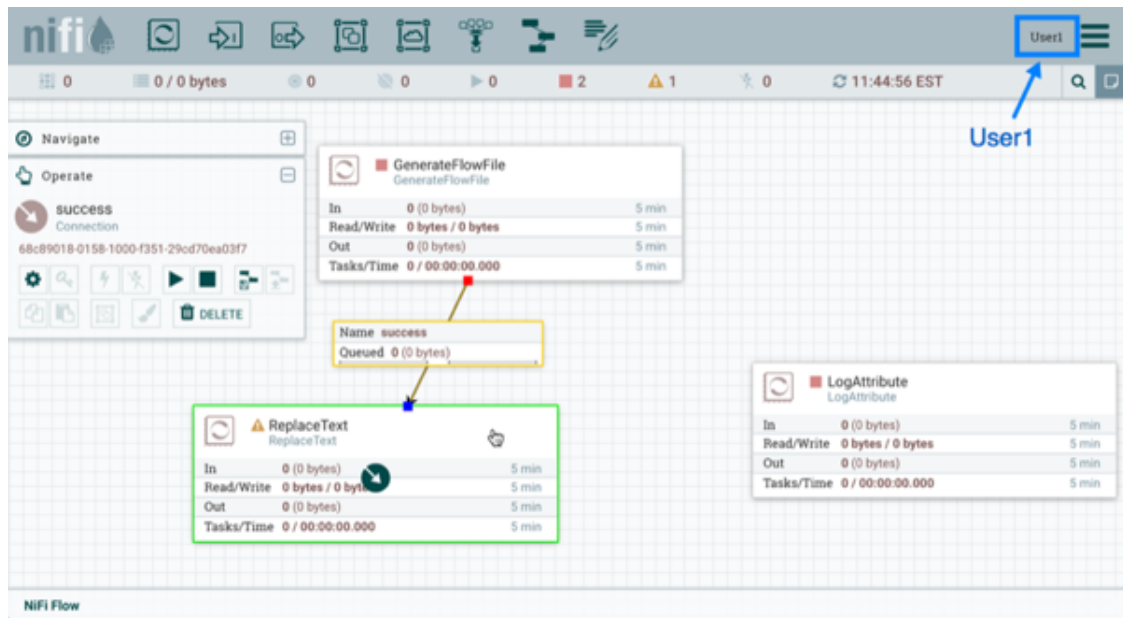 nifi
User1
0
0 / 0 bytes
0
0
0
2
1
0
11:44:56 EST
User1
Navigate
Operate
success
Connection
68c89018-0158-1000-f351-29cd70ea03f7
DELETE
GenerateFlowFile
GenerateFlowFile
In 0 (0 bytes) 5 min
Read/Write 0 bytes / 0 bytes 5 min
Out 0 (0 bytes) 5 min
Tasks/Time 0 / 00:00:00.000 5 min
Name success
Queued 0 (0 bytes)
ReplaceText
ReplaceText
In 0 (0 bytes) 5 min
Read/Write 0 bytes / 0 byte 5 min
Out 0 (0 bytes) 5 min
Tasks/Time 0 / 00:00:00.000 5 min
LogAttribute
LogAttribute
In 0 (0 bytes) 5 min
Read/Write 0 bytes / 0 bytes 5 min
Out 0 (0 bytes) 5 min
Tasks/Time 0 / 00:00:00.000 5 min
NiFi Flow